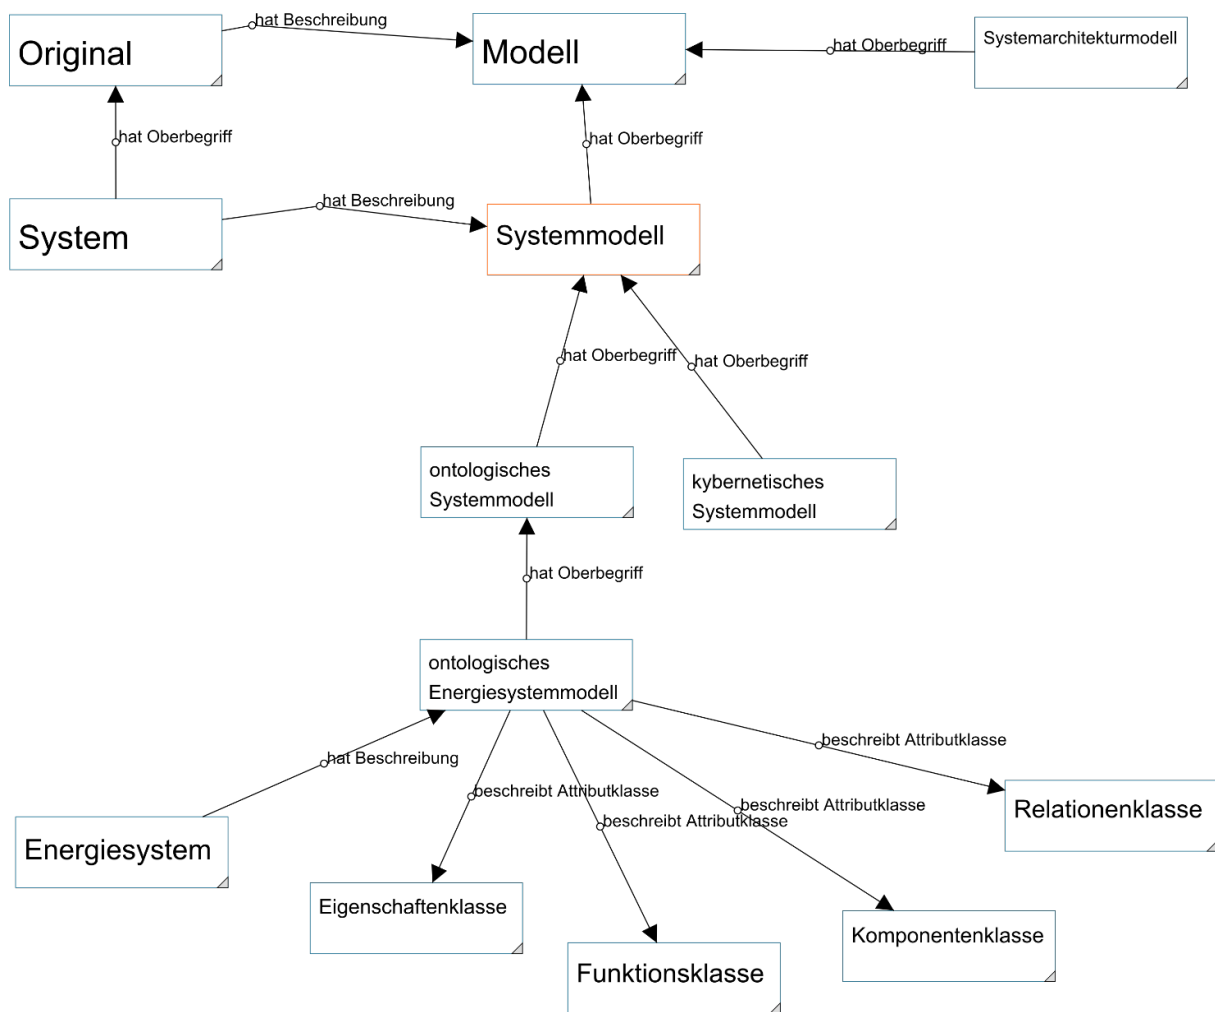 hat Beschreibung
Original
Modell
hat Oberbegriff
Systemarchitekturmodell
hat Oberbegriff
hat Oberbegriff
System
hat Beschreibung
Systemmodell
hat Oberbegriff
hat Oberbegriff
ontologisches
Systemmodell
kybernetisches
Systemmodell
hat Oberbegriff
ontologisches
Energiesystemmodell
hat Beschreibung
beschreibt Attributklasse
beschreibt Attributklasse
beschreibt Attributklasse
beschreibt Attributklasse
Relationenklasse
Energiesystem
Eigenschaftenklasse
Komponentenklasse
Funktionsklasse